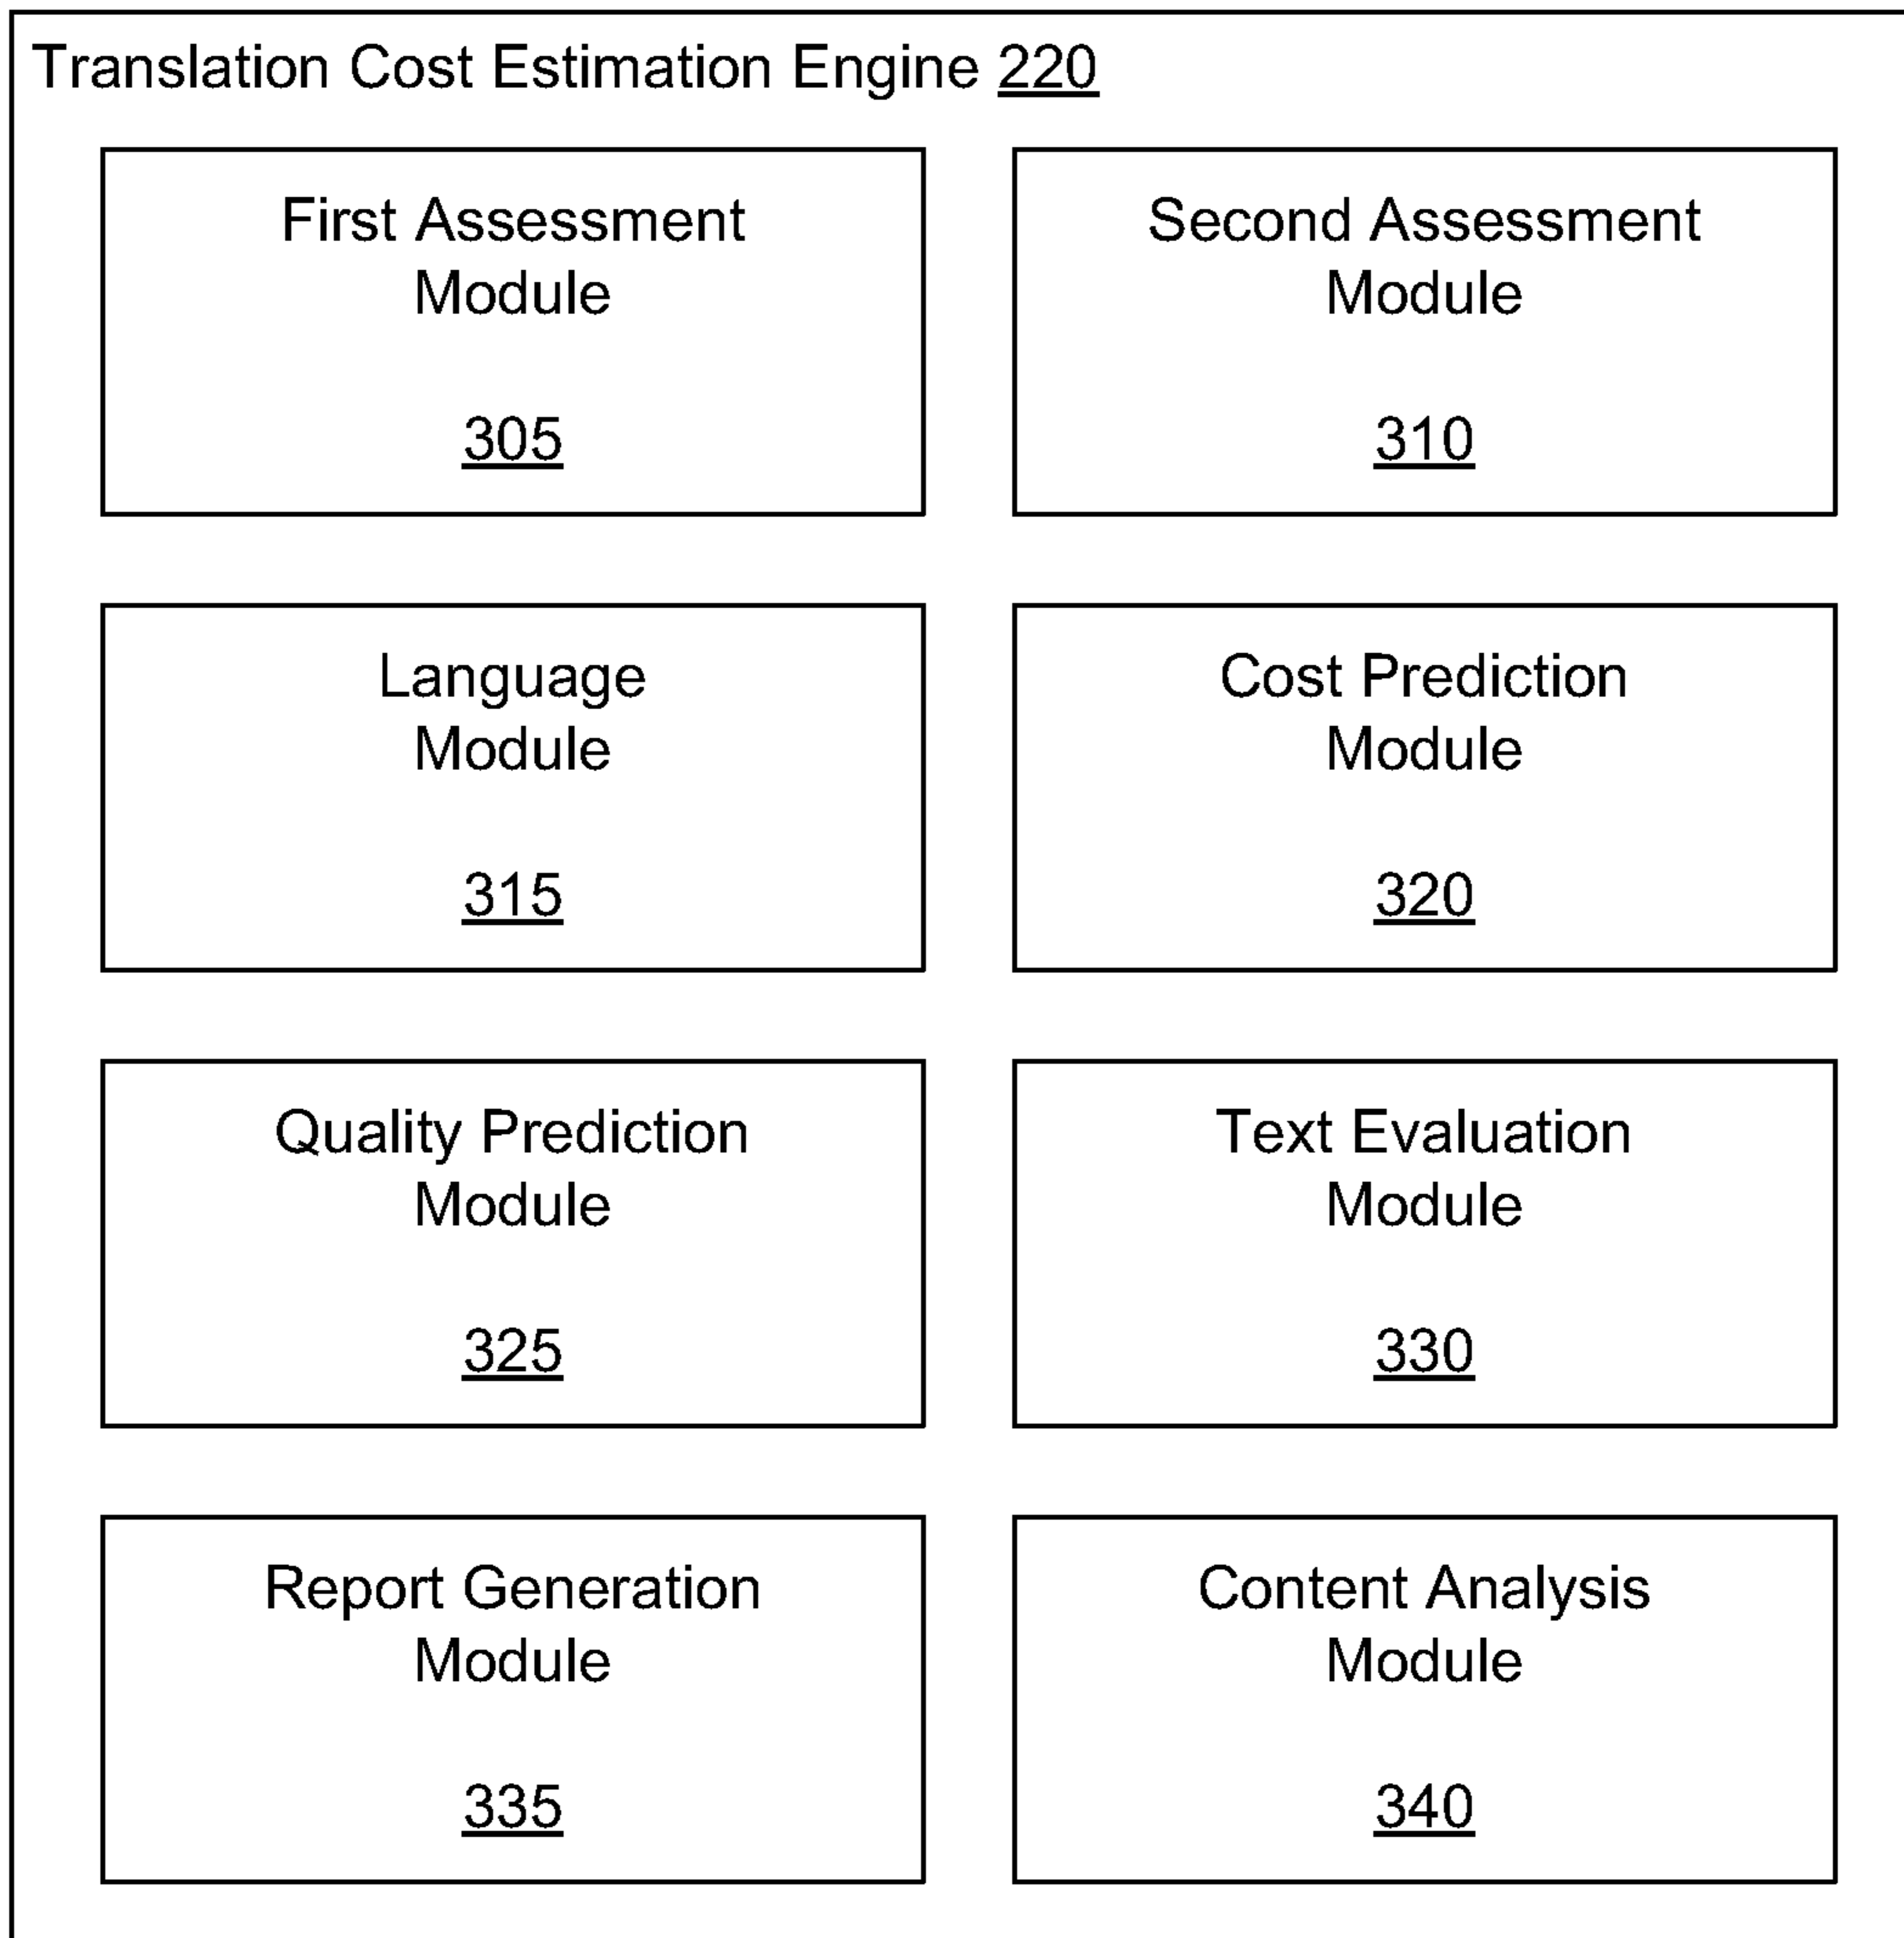 Translation Cost Estimation Engine 220
First Assessment
Module
305
Second Assessment
Module
310
Language
Module
315
Cost Prediction
Module
320
Quality Prediction
Module
325
Text Evaluation
Module
330
Report Generation
Module
335
Content Analysis
Module
340